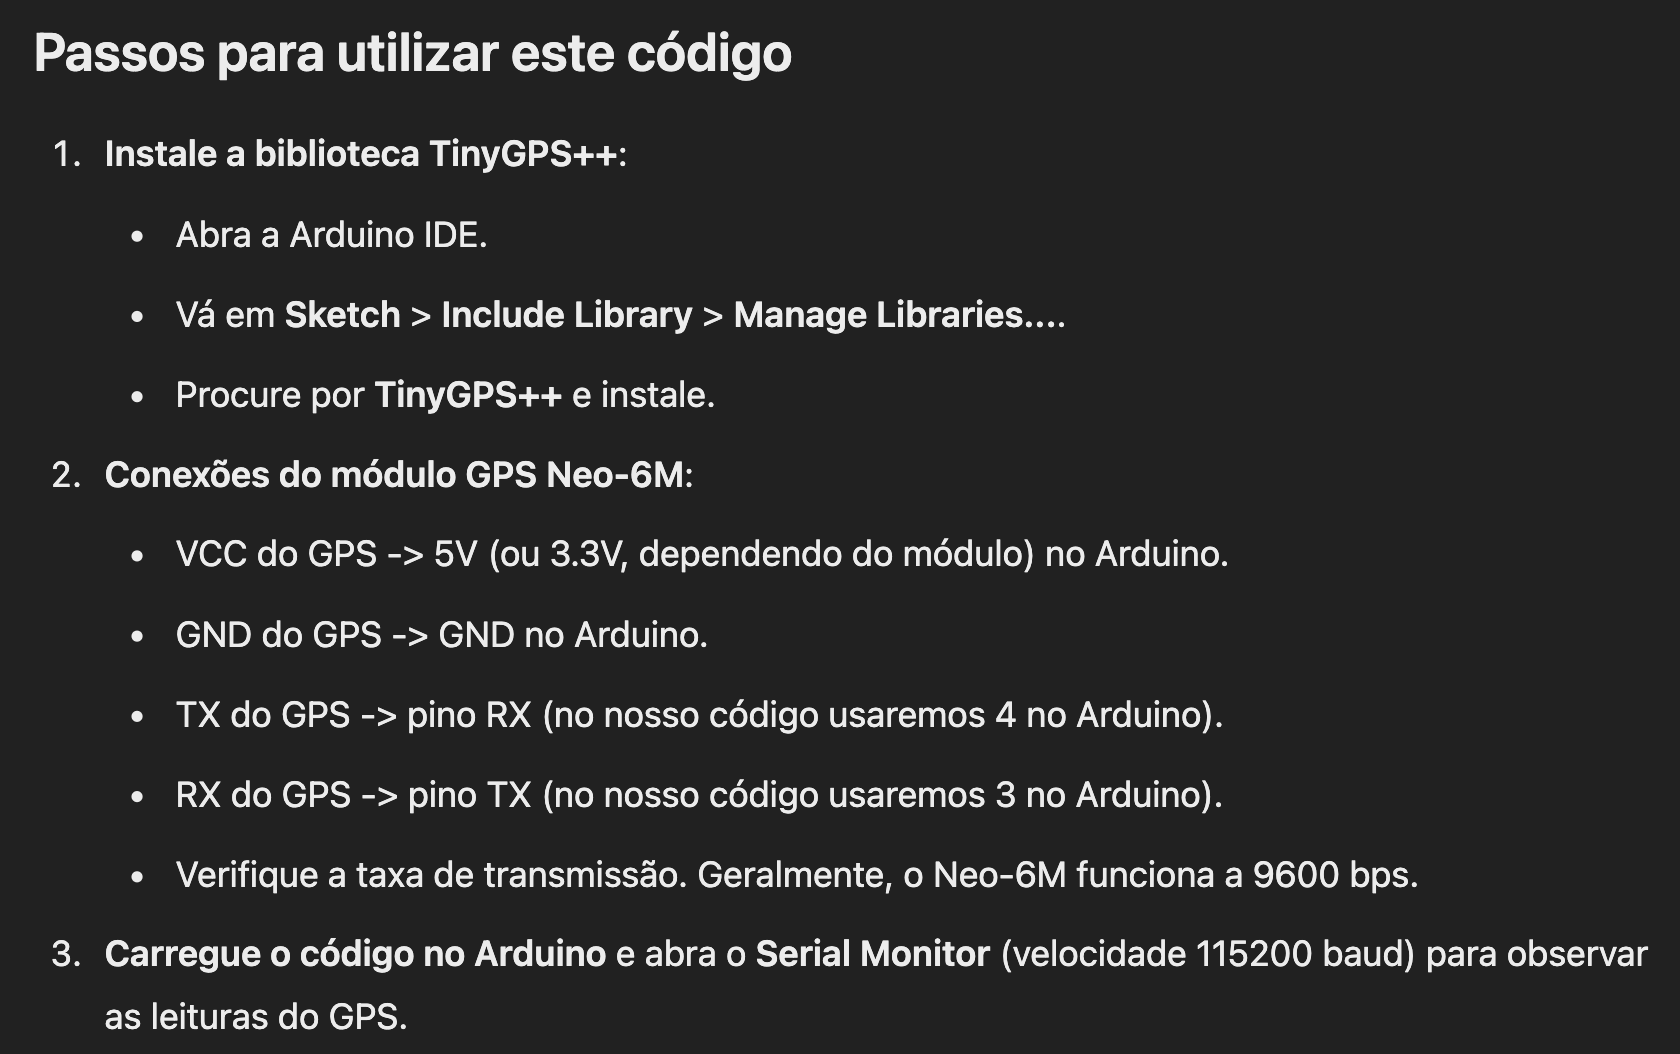 Passos para utilizar este código
1. Instale a biblioteca TinyGPS++:
• Abra a Arduino IDE.
• Vá em Sketch > Include Library > Manage Libraries....
• Procure por TinyGPS++ e instale.
2. Conexões do módulo GPS Neo-6M:
• VCC do GPS -> 5V (ou 3.3V, dependendo do módulo) no Arduino.
• GND do GPS -> GND no Arduino.
• TX do GPS -> pino RX (no nosso código usaremos 4 no Arduino).
• RX do GPS -> pino TX (no nosso código usaremos 3 no Arduino).
• Verifique a taxa de transmissão. Geralmente, o Neo-6M funciona a 9600 bps.
3. Carregue o código no Arduino e abra o Serial Monitor (velocidade 115200 baud) para observar
as leituras do GPS.